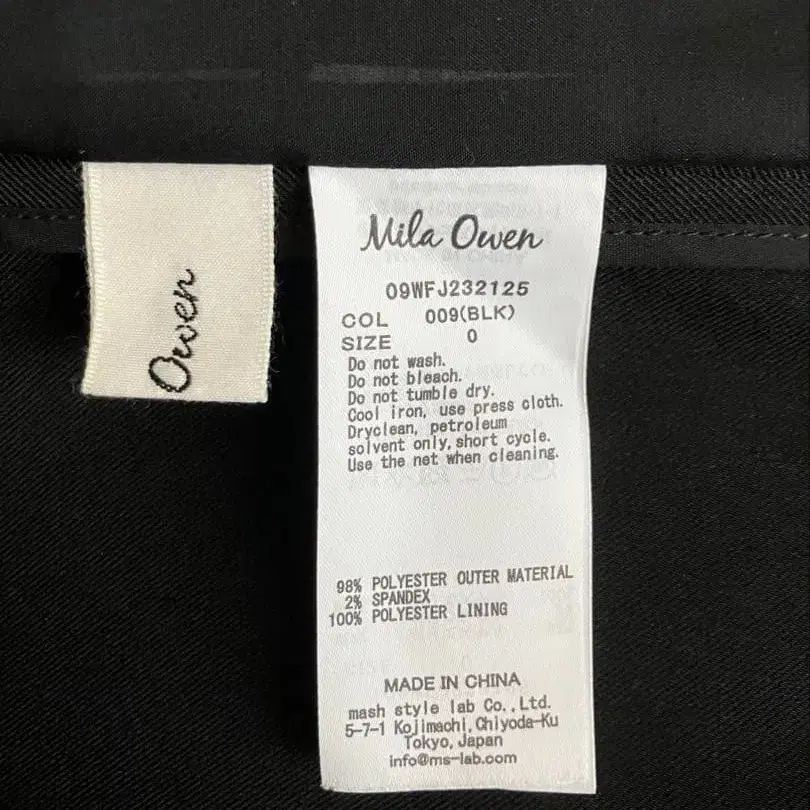 Owen
Mila Owen
09WFJ232125
COL 009(BLK)
SIZE 0
Do not wash.
Do not bleach.
Do not tumble dry.
Cool iron, use press cloth.
Dryclean, petroleum
solvent only, short cycle.
Use the net when cleaning.
98% POLYESTER OUTER MATERIAL
2% SPANDEX
100% POLYESTER LINING
MADE IN CHINA
mash style lab Co.,Ltd.
5-7-1 Kojimachi,Chiyoda-Ku
Tokyo,Japan
info@ms-lab.com